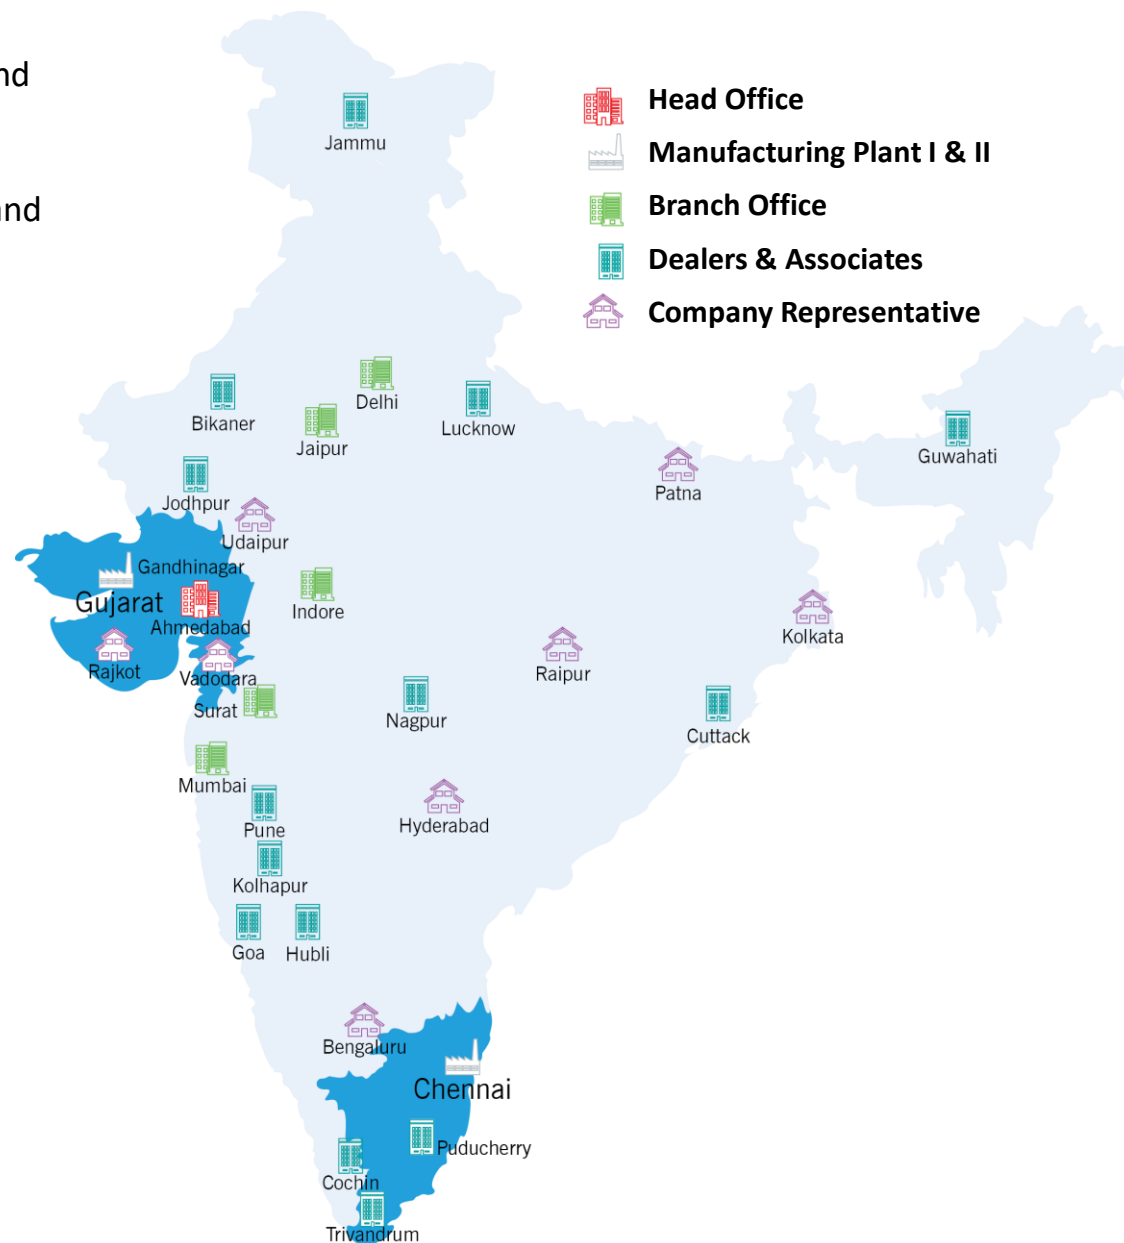 nd
and
Head Office
Manufacturing Plant I & II
Branch Office
Dealers & Associates
Company Representative
Jammu
Delhi
Bikaner
Jaipur
Lucknow
Guwahati
Patna
Jodhpur
Udaipur
Gandhinagar
Gujarat
Indore
Ahmedabad
Kolkata
Rajkot
Vadodara
Raipur
Surat
Nagpur
Cuttack
Mumbai
Pune
Hyderabad
Kolhapur
Goa
Hubli
Bengaluru
Chennai
Puducherry
Cochin
Trivandrum